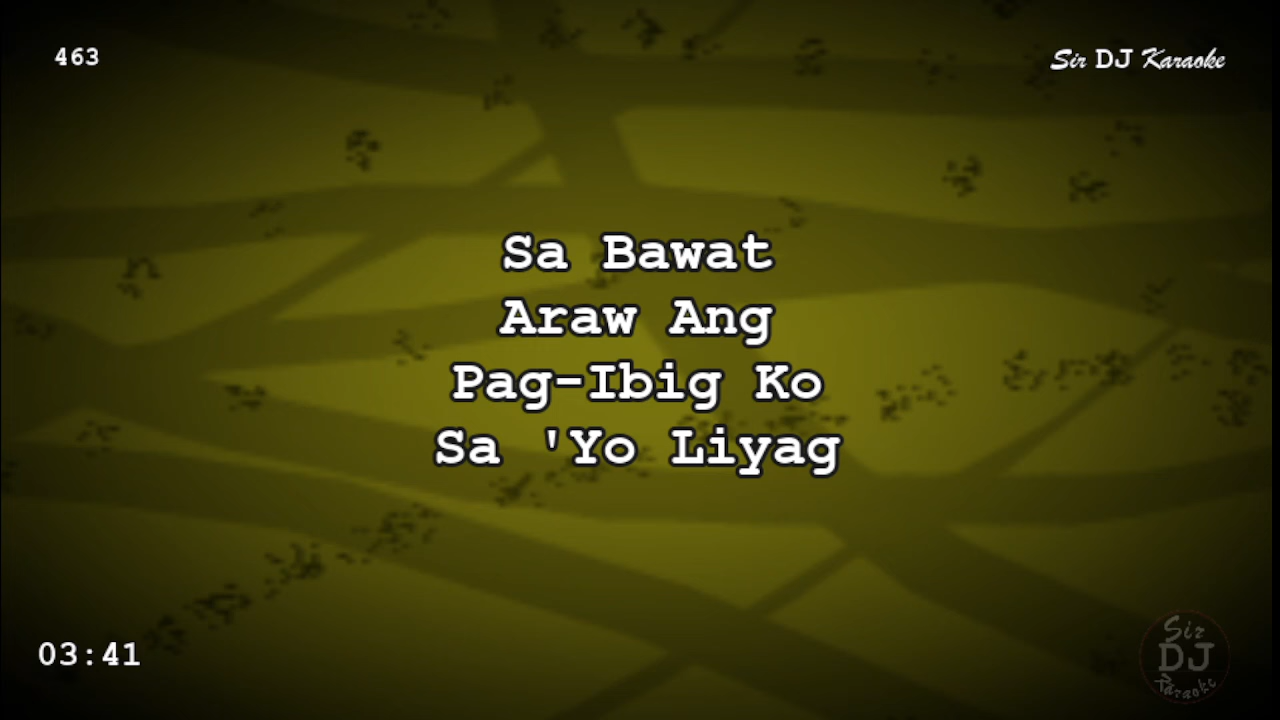 463
Sir DJ Karaoke
Sa Bawat
Araw Ang
Pag-Ibig Ko
Sa 'Yo Liyag
03:41
Sir
DJ
Karaoke